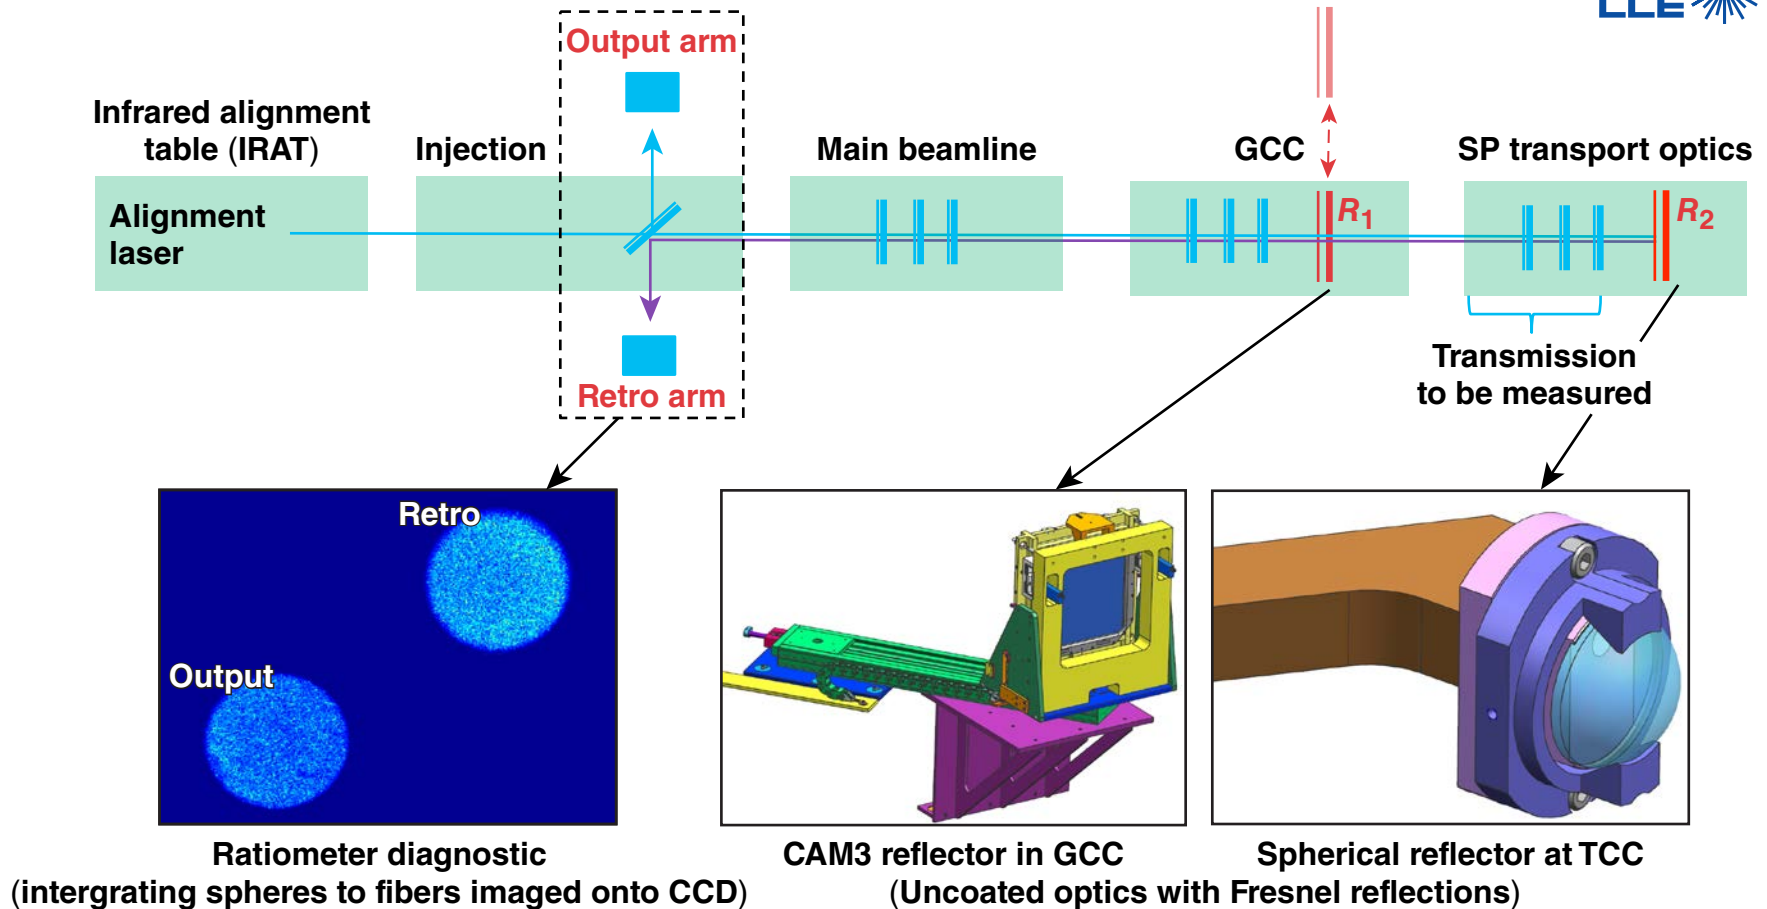 LLE
Output arm
Infrared alignment
table (IRAT)
Injection
Main beamline
GCC
SP transport optics
Alignment
laser
R1
R2
Retro arm
Transmission
to be measured
Retro
Output
Ratiometer diagnostic
(intergrating spheres to fibers imaged onto CCD)
CAM3 reflector in GCC
Spherical reflector at TCC
(Uncoated optics with Fresnel reflections)